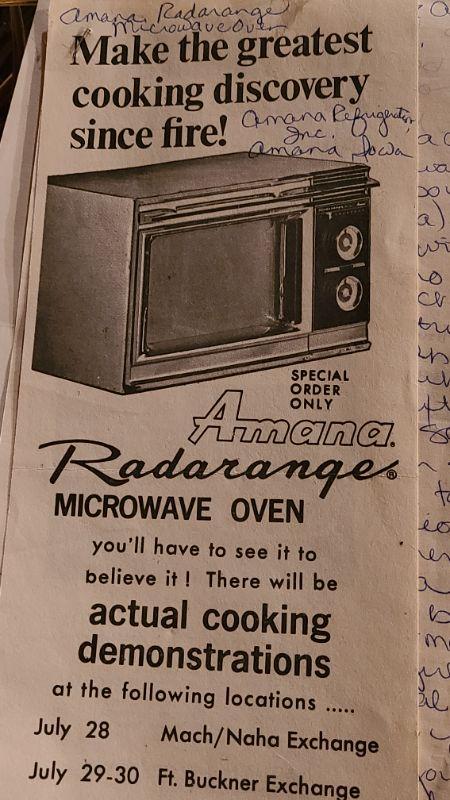 Amana Radarange
Microwave Oven
Make the greatest
cooking discovery
since fire!
Amana Refrigeration
Inc.
Amana Iowa
SPECIAL
ORDER
ONLY
Amana.
Radarange®
MICROWAVE OVEN
you'll have to see it to
believe it! There will be
actual cooking
demonstrations
at the following locations .....
July 28 Mach/Naha Exchange
July 29-30 Ft. Buckner Exchange